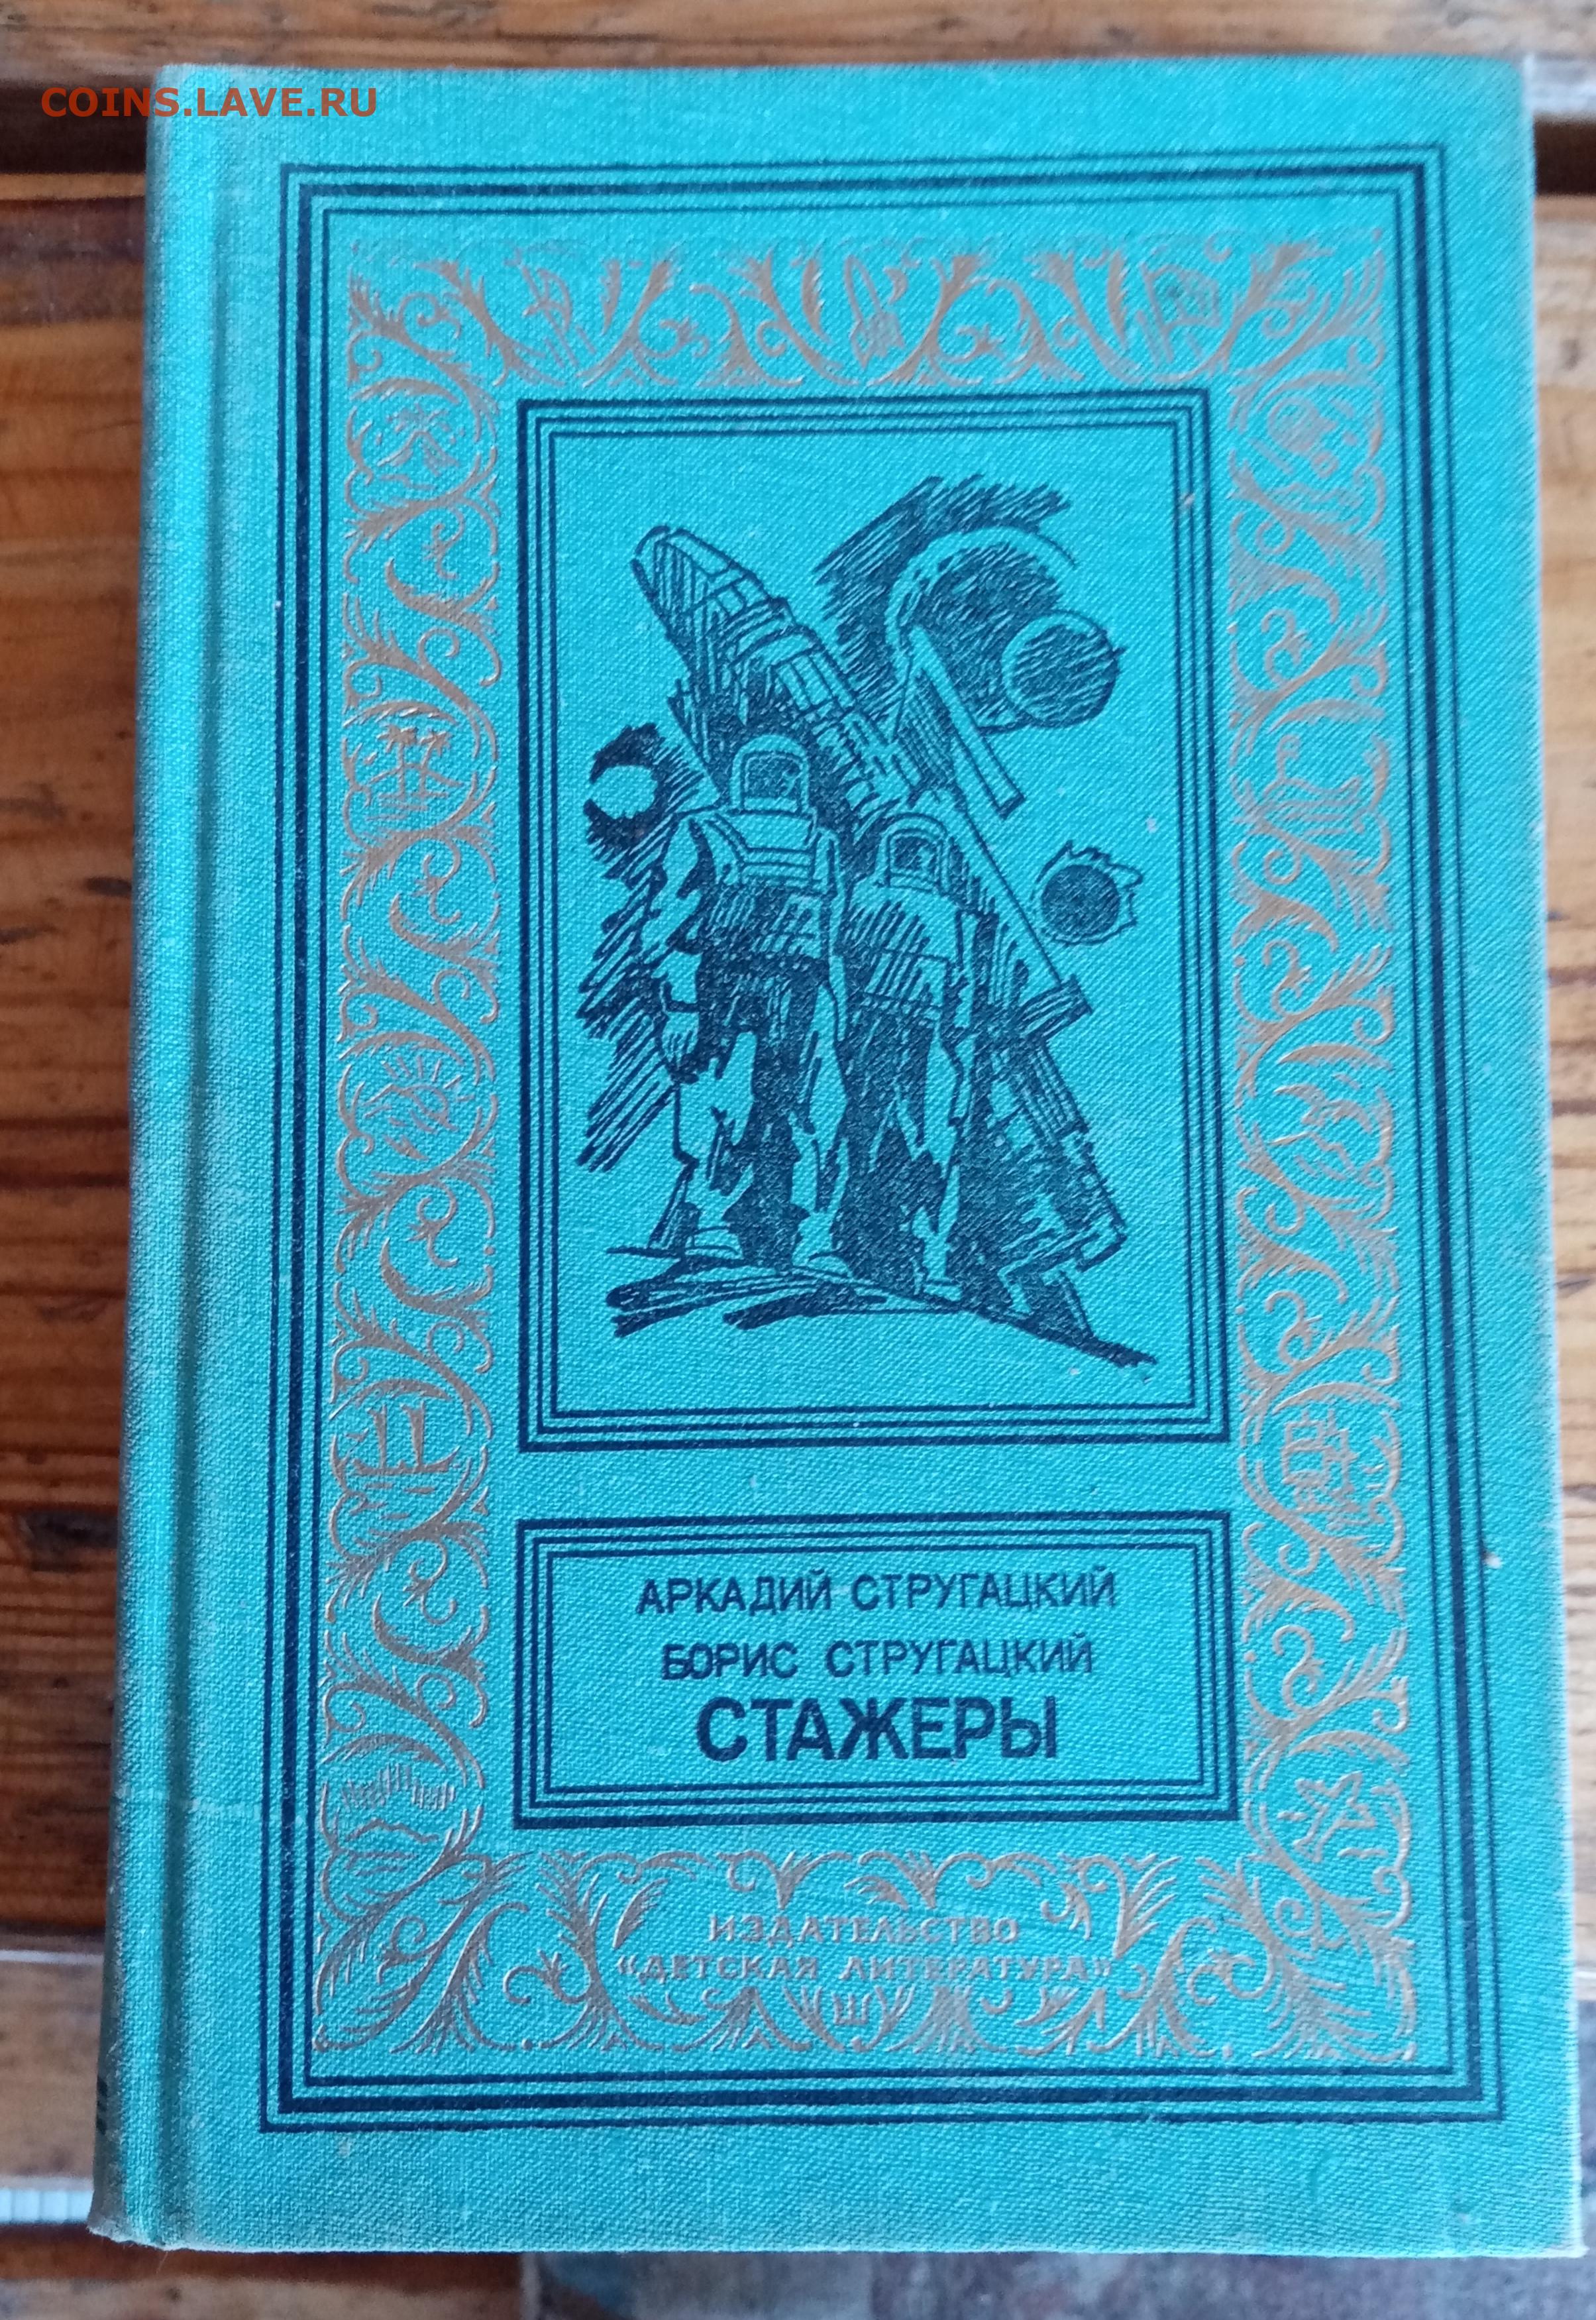 COINS.LAVE.RU
АРКАДИЙ СТРУГАЦКИЙ
БОРИС СТРУГАЦКИЙ
СТАЖЕРЫ
ИЗДАТЕЛЬСТВО
«ДЕТСКАЯ ЛИТЕРАТУРА»